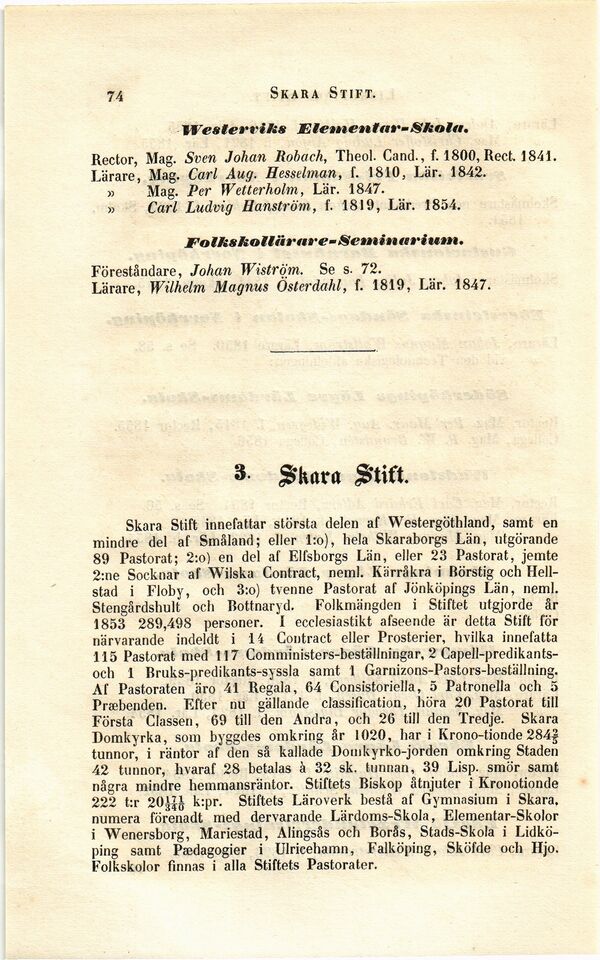 74 SKARA STIFT.
Westerviks Elementar-Skola.
Rector, Mag. Sven Johan Robach, Theol. Cand., f. 1800, Rect. 1841.
Lärare, Mag. Carl Aug. Hesselman, f. 1810, Lär. 1842.
» Mag. Per Wetterholm, Lär. 1847.
» Carl Ludvig Hanström, f. 1819, Lär. 1854.
Folkskollärare-Seminarium.
Föreståndare, Johan Wiström. Se s. 72.
Lärare, Wilhelm Magnus Österdahl, f. 1819, Lär. 1847.
3. Skara Stift.
Skara Stift innefattar största delen af Westergöthland, samt en
mindre del af Småland; eller 1:o), hela Skaraborgs Län, utgörande
89 Pastorat; 2:o) en del af Elfsborgs Län, eller 23 Pastorat, jemte
2:ne Socknar af Wilska Contract, neml. Kärråkra i Börstig och Hell-
stad i Floby, och 3:o) tvenne Pastorat af Jönköpings Län, neml.
Stengårdshult och Bottnaryd. Folkmängden i Stiftet utgjorde år
1853 289,498 personer. I ecclesiastikt afseende är detta Stift för
närvarande indeldt i 14 Contract eller Prosterier, hvilka innefatta
115 Pastorat med 117 Comministers-beställningar, 2 Capell-predikants-
och 1 Bruks-predikants-syssla samt 1 Garnizons-Pastors-beställning.
Af Pastoraten äro 41 Regala, 64 Consistoriella, 5 Patronella och 5
Præbenden. Efter nu gällande classification, höra 20 Pastorat till
Första Classen, 69 till den Andra, och 26 till den Tredje. Skara
Domkyrka, som byggdes omkring år 1020, har i Krono-tionde
tunnor, i räntor af den så kallade Domkyrko-jorden omkring Staden
42 tunnor, hvaraf 28 betalas à 32 sk. tunnan, 39 Lisp. smör samt
några mindre hemmansräntor. Stiftets Biskop åtnjuter i Kronotionde
222 t:r k:pr. Stiftets Läroverk bestå af Gymnasium i Skara,
numera förenadt med dervarande Lärdoms-Skola, Elementar-Skolor
i Wenersborg, Mariestad, Alingsås och Borås, Stads-Skola i Lidkö-
ping samt Pædagogier i Ulricehamn, Falköping, Sköfde och Hjo.
Folkskolor finnas i alla Stiftets Pastorater.